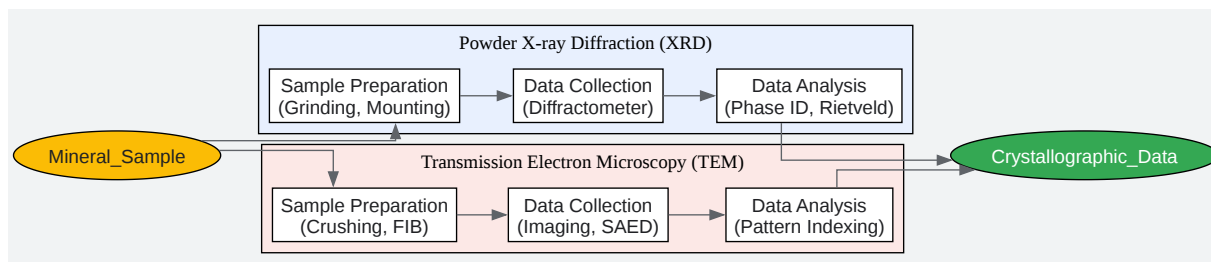 Powder X-ray Diffraction (XRD)
Sample Preparation
(Grinding, Mounting)
Data Collection
(Diffractometer)
Data Analysis
(Phase ID, Rietveld)
Mineral_Sample
Crystallographic_Data
Transmission Electron Microscopy (TEM)
Sample Preparation
(Crushing, FIB)
Data Collection
(Imaging, SAED)
Data Analysis
(Pattern Indexing)